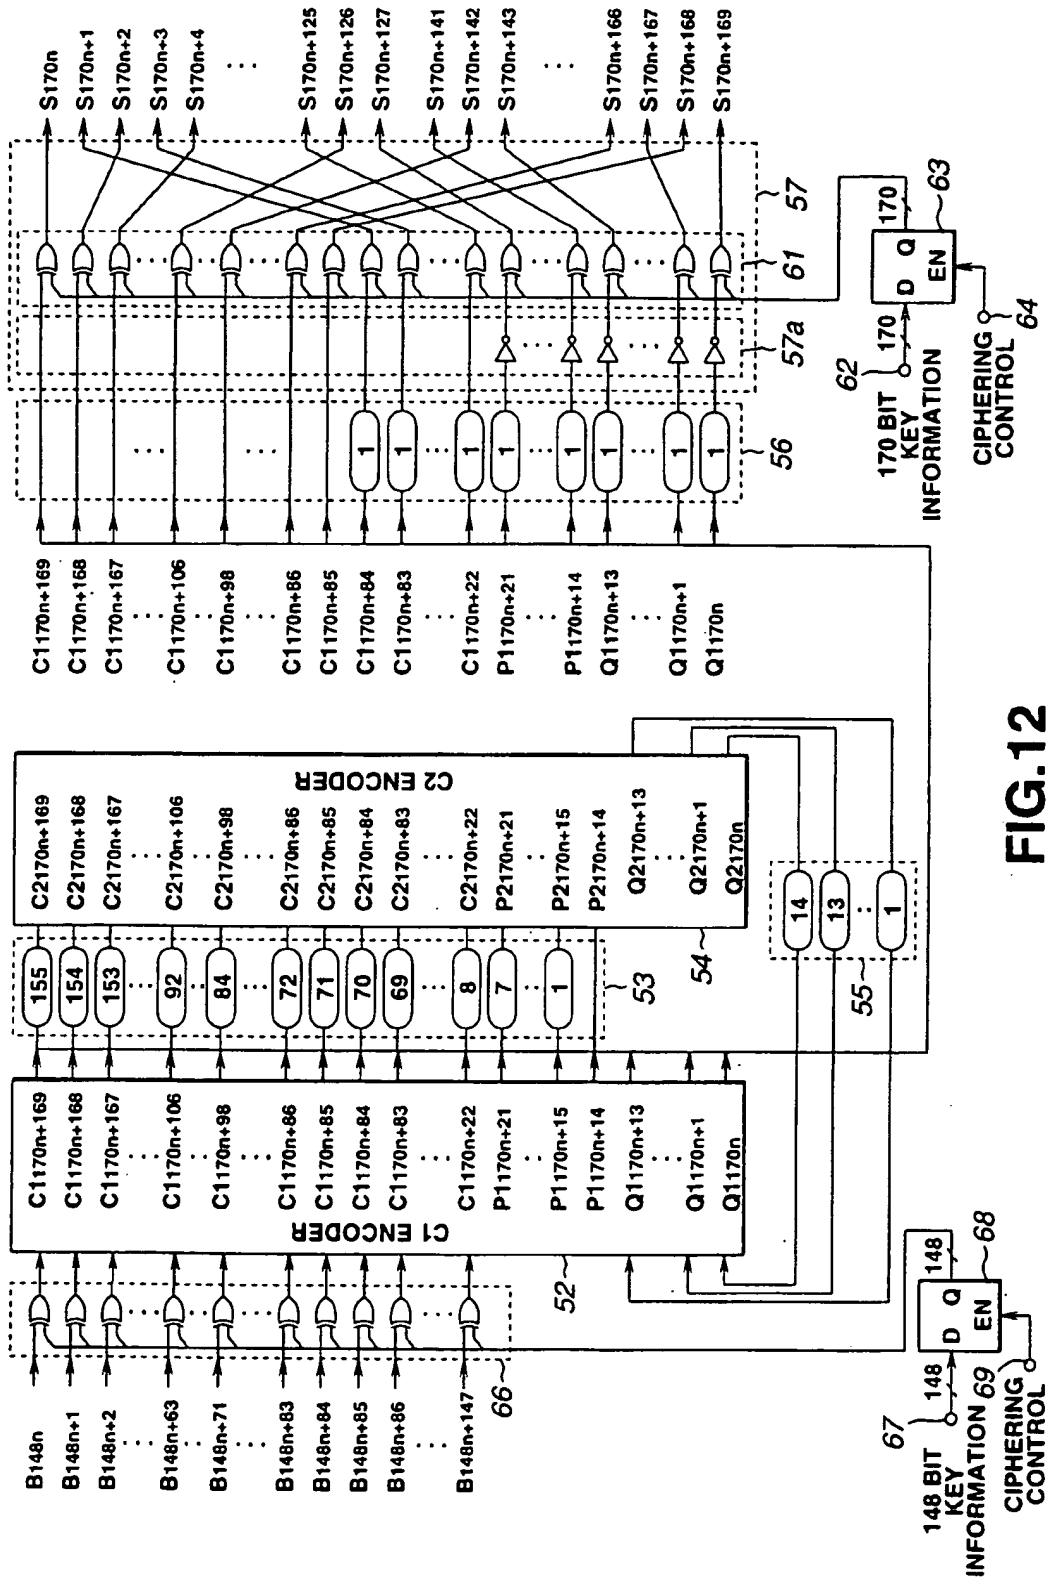 B148n
B148n+1
B148n+2
B148n+63
B148n+71
B148n+83
B148n+84
B148n+85
B148n+86
B148n+147
66
67
148 BIT
KEY
INFORMATION
148
D Q
EN
148
68
69
CIPHERING
CONTROL
C1 ENCODER
C1170n+169
C1170n+168
C1170n+167
C1170n+106
C1170n+98
C1170n+86
C1170n+85
C1170n+84
C1170n+83
C1170n+22
P1170n+21
P1170n+15
P1170n+14
Q1170n+13
Q1170n+1
Q1170n
52
155
154
153
92
84
72
71
70
69
8
7
1
53
C2170n+169
C2170n+168
C2170n+167
C2170n+106
C2170n+98
C2170n+86
C2170n+85
C2170n+84
C2170n+83
C2170n+22
P2170n+21
P2170n+15
P2170n+14
Q2170n+13
Q2170n+1
Q2170n
C2 ENCODER
54
14
13
1
55
C1170n+169
C1170n+168
C1170n+167
C1170n+106
C1170n+98
C1170n+86
C1170n+85
C1170n+84
C1170n+83
C1170n+22
P1170n+21
P1170n+14
Q1170n+13
Q1170n+1
Q1170n
1
1
1
1
1
1
1
1
56
57a
61
57
62
170 BIT
KEY
INFORMATION
170
D Q
EN
170
63
64
CIPHERING
CONTROL
S170n
S170n+1
S170n+2
S170n+3
S170n+4
S170n+125
S170n+126
S170n+127
S170n+141
S170n+142
S170n+143
S170n+166
S170n+167
S170n+168
S170n+169
FIG.12